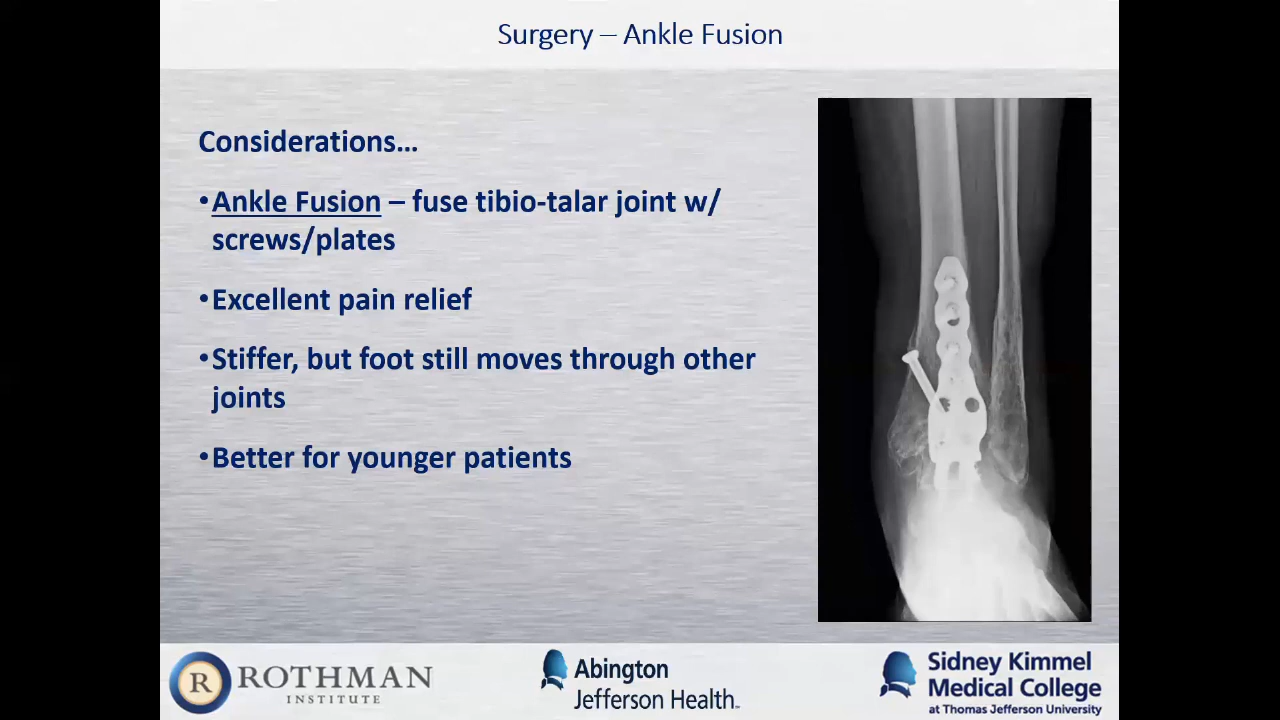 Surgery – Ankle Fusion
Considerations...
•Ankle Fusion – fuse tibio-talar joint w/
screws/plates
•Excellent pain relief
•Stiffer, but foot still moves through other
joints
•Better for younger patients
R ROTHMAN
INSTITUTE
Abington
Jefferson Health™
Sidney Kimmel
Medical College
at Thomas Jefferson University